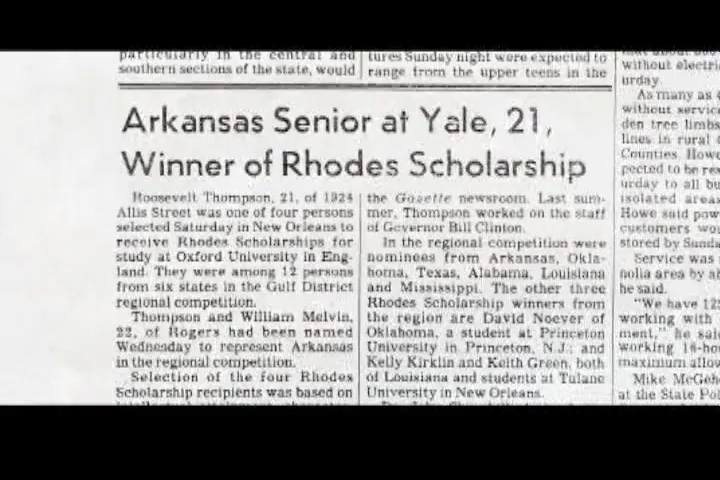 particularly in the central and
southern sections of the state, would
Arkansas Senior at Yale, 21,
Winner of Rhodes Scholarship
Roosevelt Thompson, 21, of 1924
Allis Street was one of four persons
selected Saturday in New Orleans to
receive Rhodes Scholarships for
study at Oxford University in Eng-
land. They were among 12 persons
from six states in the Gulf District
regional competition.
Thompson and William Melvin,
22, of Rogers had been named
Wednesday to represent Arkansas
in the regional competition.
Selection of the four Rhodes
Scholarship recipients was based on
tures Sunday night were expected to
range from the upper teens in the
the Gazette newsroom. Last sum-
mer, Thompson worked on the staff
of Governor Bill Clinton.
In the regional competition were
nominees from Arkansas, Okla-
homa, Texas, Alabama, Louisiana
and Mississippi. The other three
Rhodes Scholarship winners from
the region are David Noever of
Oklahoma, a student at Princeton
University in Princeton, N.J.; and
Kelly Kirklin and Keith Green, both
of Louisiana and students at Tulane
University in New Orleans.
without electri
urday.
As many as
without service
den tree limbs
lines in rural
Counties. Howe
pected to be re
urday to all bu
isolated areas
Howe said pow
customers wou
stored by Sunda
Service was
nolia area by a
he said.
"We have 12
working with
ment," he sai
working 16-ho
maximum allow
Mike McGeh
at the State Pol